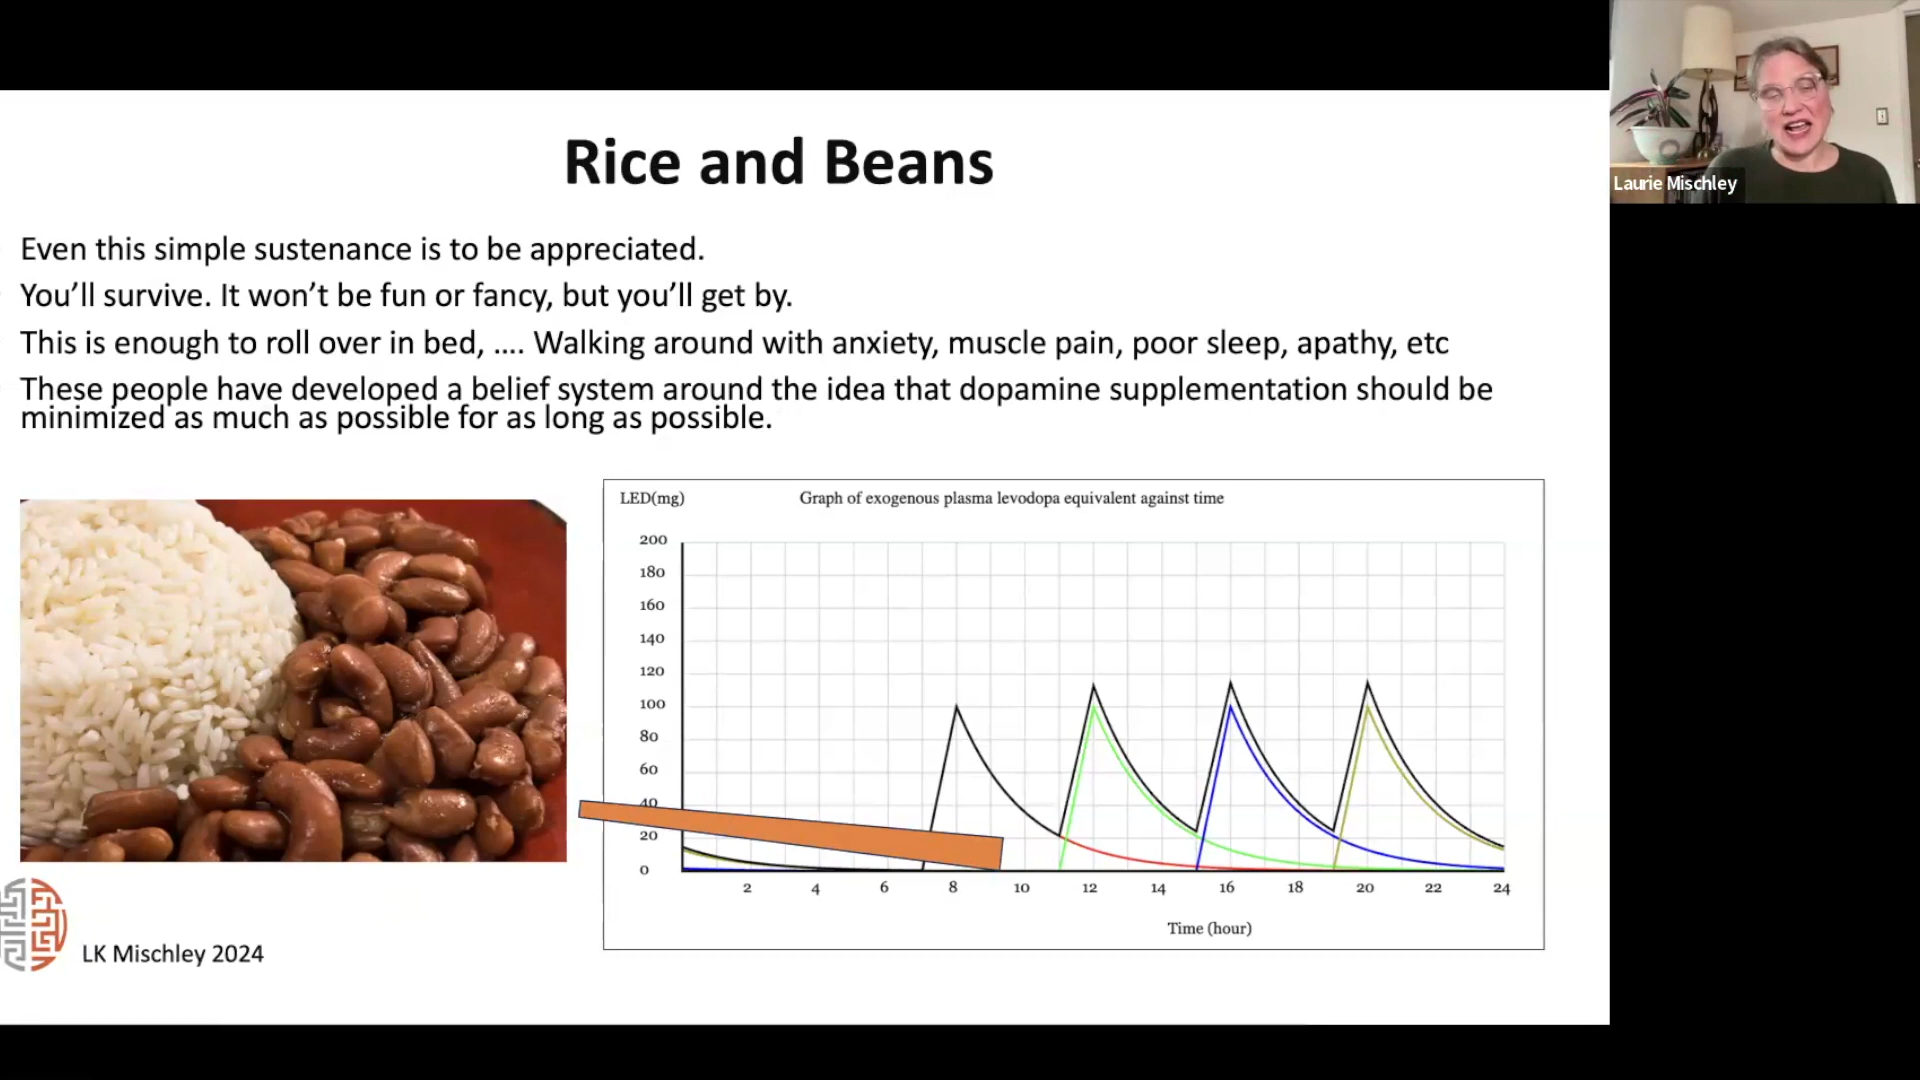 Rice and Beans
Laurie Mischley
Even this simple sustenance is to be appreciated.
You’ll survive. It won’t be fun or fancy, but you’ll get by.
This is enough to roll over in bed, .... Walking around with anxiety, muscle pain, poor sleep, apathy, etc
These people have developed a belief system around the idea that dopamine supplementation should be
minimized as much as possible for as long as possible.
LED(mg)
Graph of exogenous plasma levodopa equivalent against time
200
180
160
140
120
100
80
60
40
20
0
2 4 6 8 10 12 14 16 18 20 22 24
Time (hour)
LK Mischley 2024